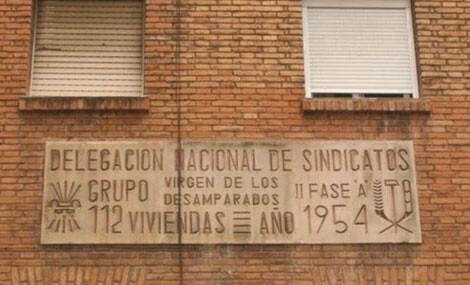 DELEGACION NACIONAL DE SINDICATOS
GRUPO VIRGEN DE LOS DESAMPARADOS II FASE "A"
112 VIVIENDAS AÑO 1954